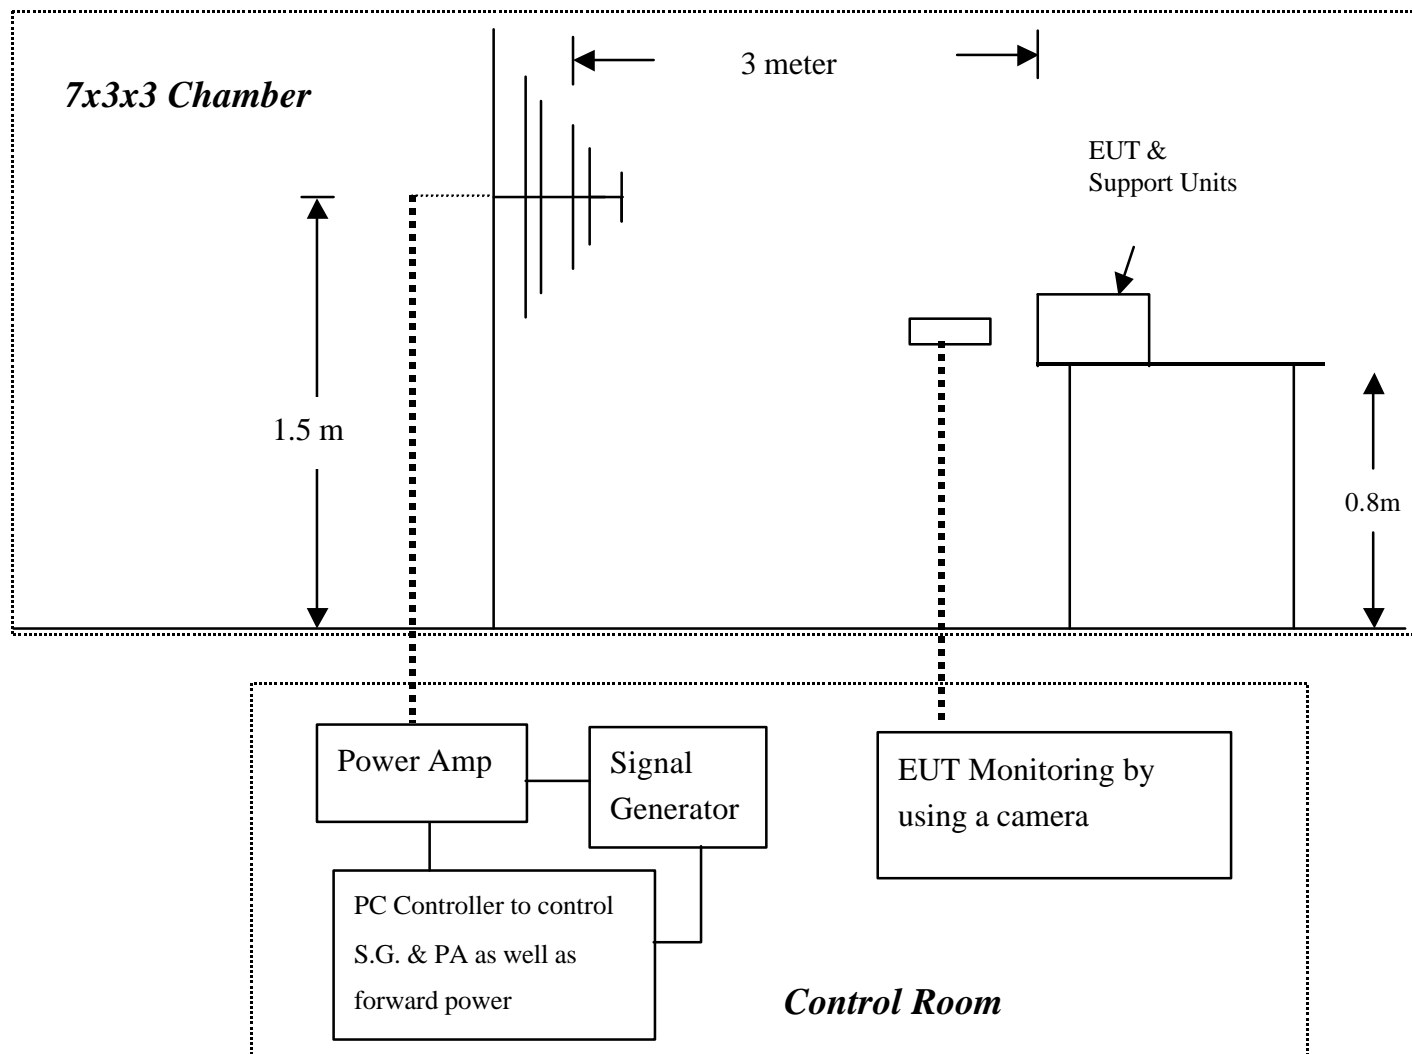 3 meter
7x3x3 Chamber
EUT &
Support Units
1.5 m
0.8m
Power Amp
Signal
Generator
EUT Monitoring by
using a camera
PC Controller to control
S.G. & PA as well as
forward power
Control Room